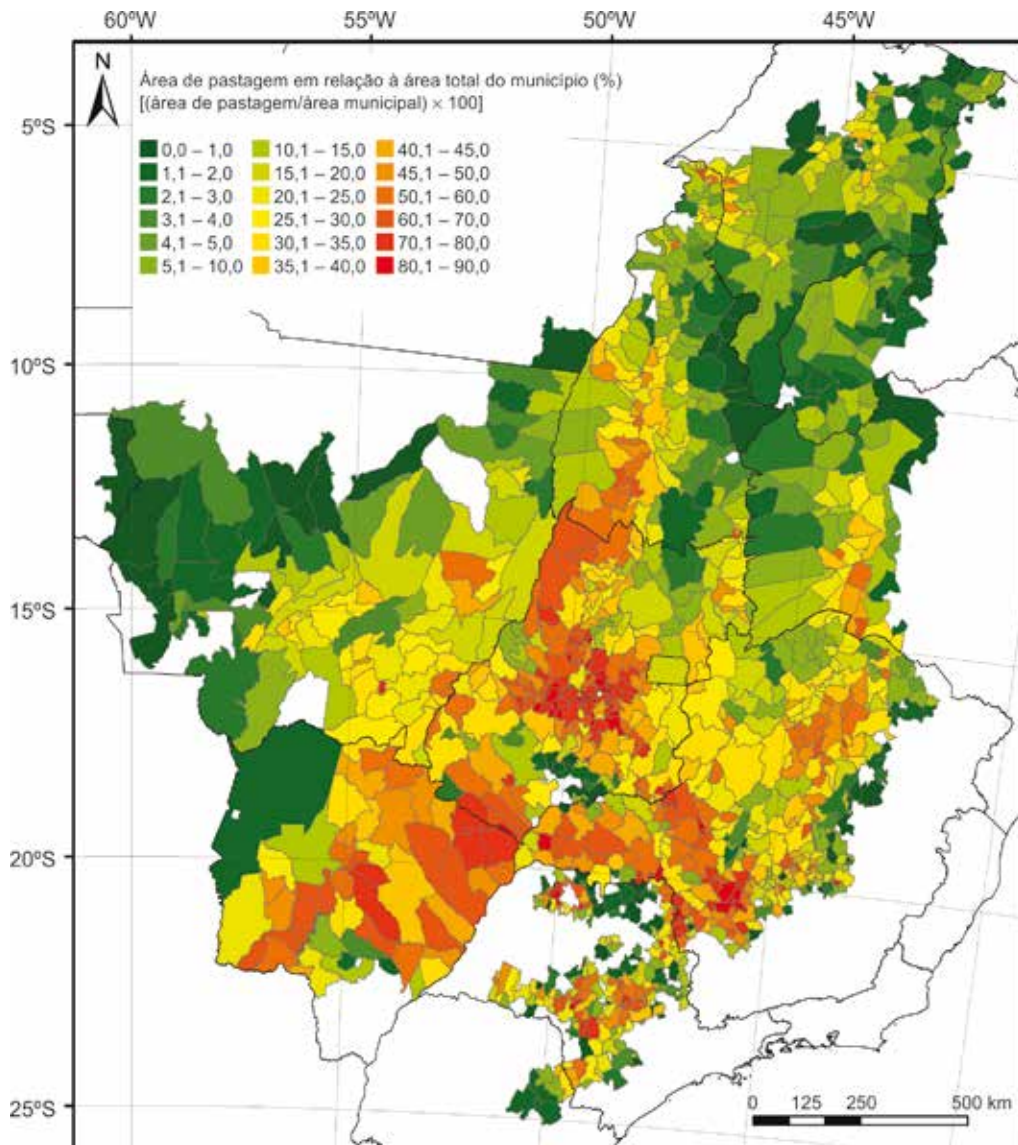 60ºW 55ºW 50ºW 45ºW
N
Área de pastagem em relação à área total do município (%)
[(área de pastagem/área municipal) × 100]
5ºS
0,0 – 1,0 10,1 – 15,0 40,1 – 45,0
1,1 – 2,0 15,1 – 20,0 45,1 – 50,0
2,1 – 3,0 20,1 – 25,0 50,1 – 60,0
3,1 – 4,0 25,1 – 30,0 60,1 – 70,0
4,1 – 5,0 30,1 – 35,0 70,1 – 80,0
5,1 – 10,0 35,1 – 40,0 80,1 – 90,0
10ºS
15ºS
20ºS
25ºS
0 125 250 500 km